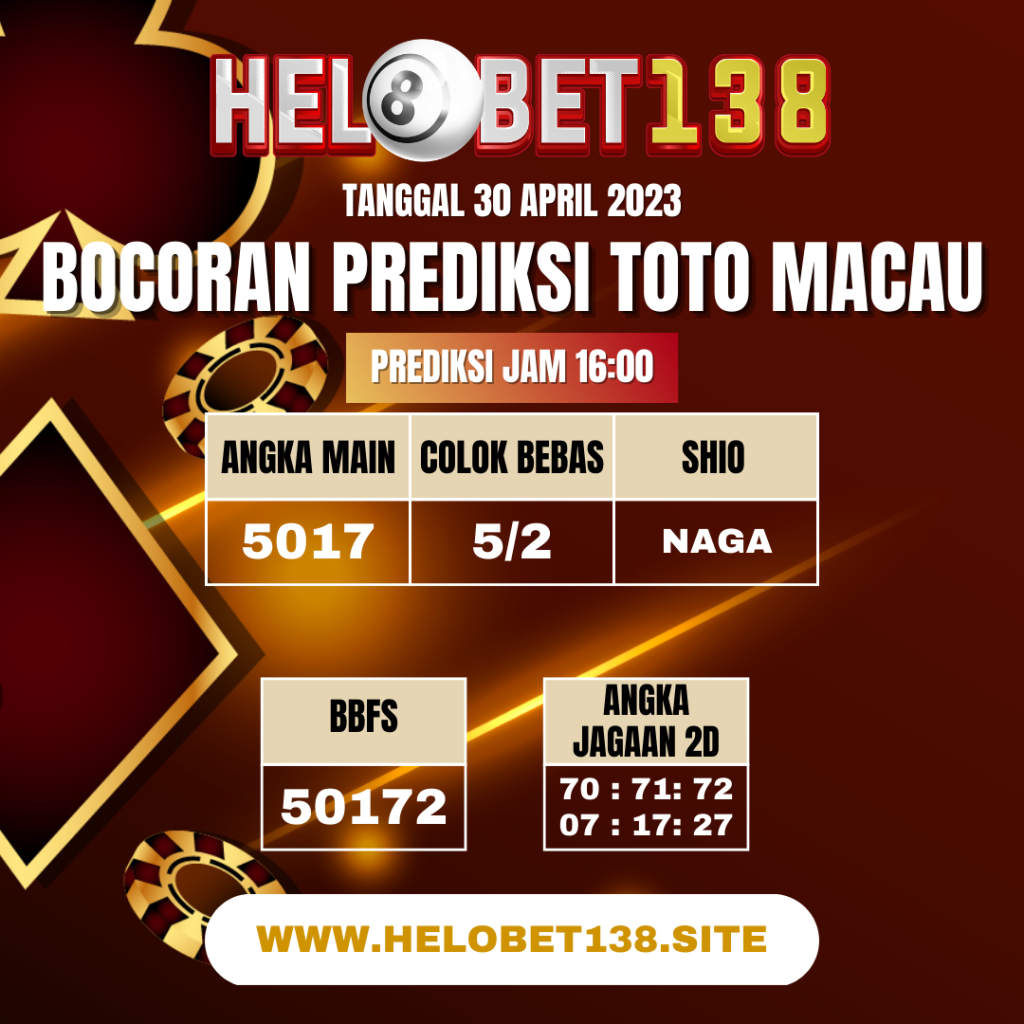 HELOBET138
TANGGAL 30 APRIL 2023
BOCORAN PREDIKSI TOTO MACAU
PREDIKSI JAM 16:00
ANGKA MAIN COLOK BEBAS SHIO
5017 5/2 NAGA
BBFS
50172
ANGKA
JAGAAN 2D
70 : 71: 72
07 : 17: 27
WWW.HELOBET138.SITE